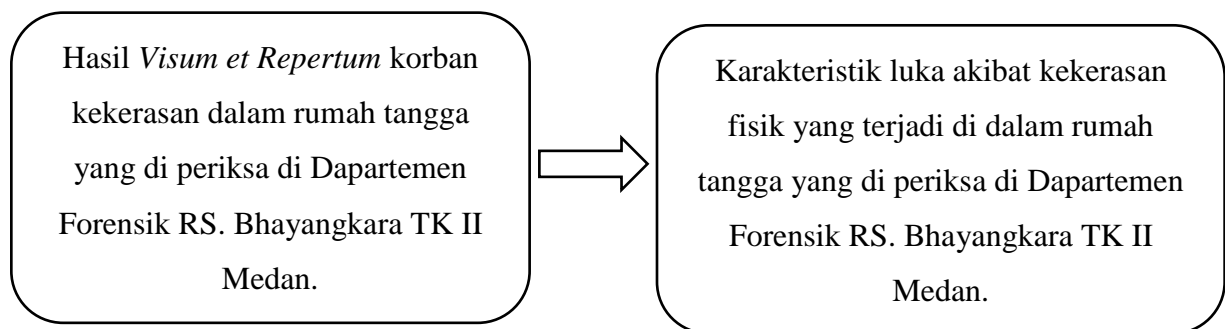 Hasil Visum et Repertum korban
kekerasan dalam rumah tangga
yang di periksa di Dapartemen
Forensik RS. Bhayangkara TK II
Medan.
Karakteristik luka akibat kekerasan
fisik yang terjadi di dalam rumah
tangga yang di periksa di Dapartemen
Forensik RS. Bhayangkara TK II
Medan.